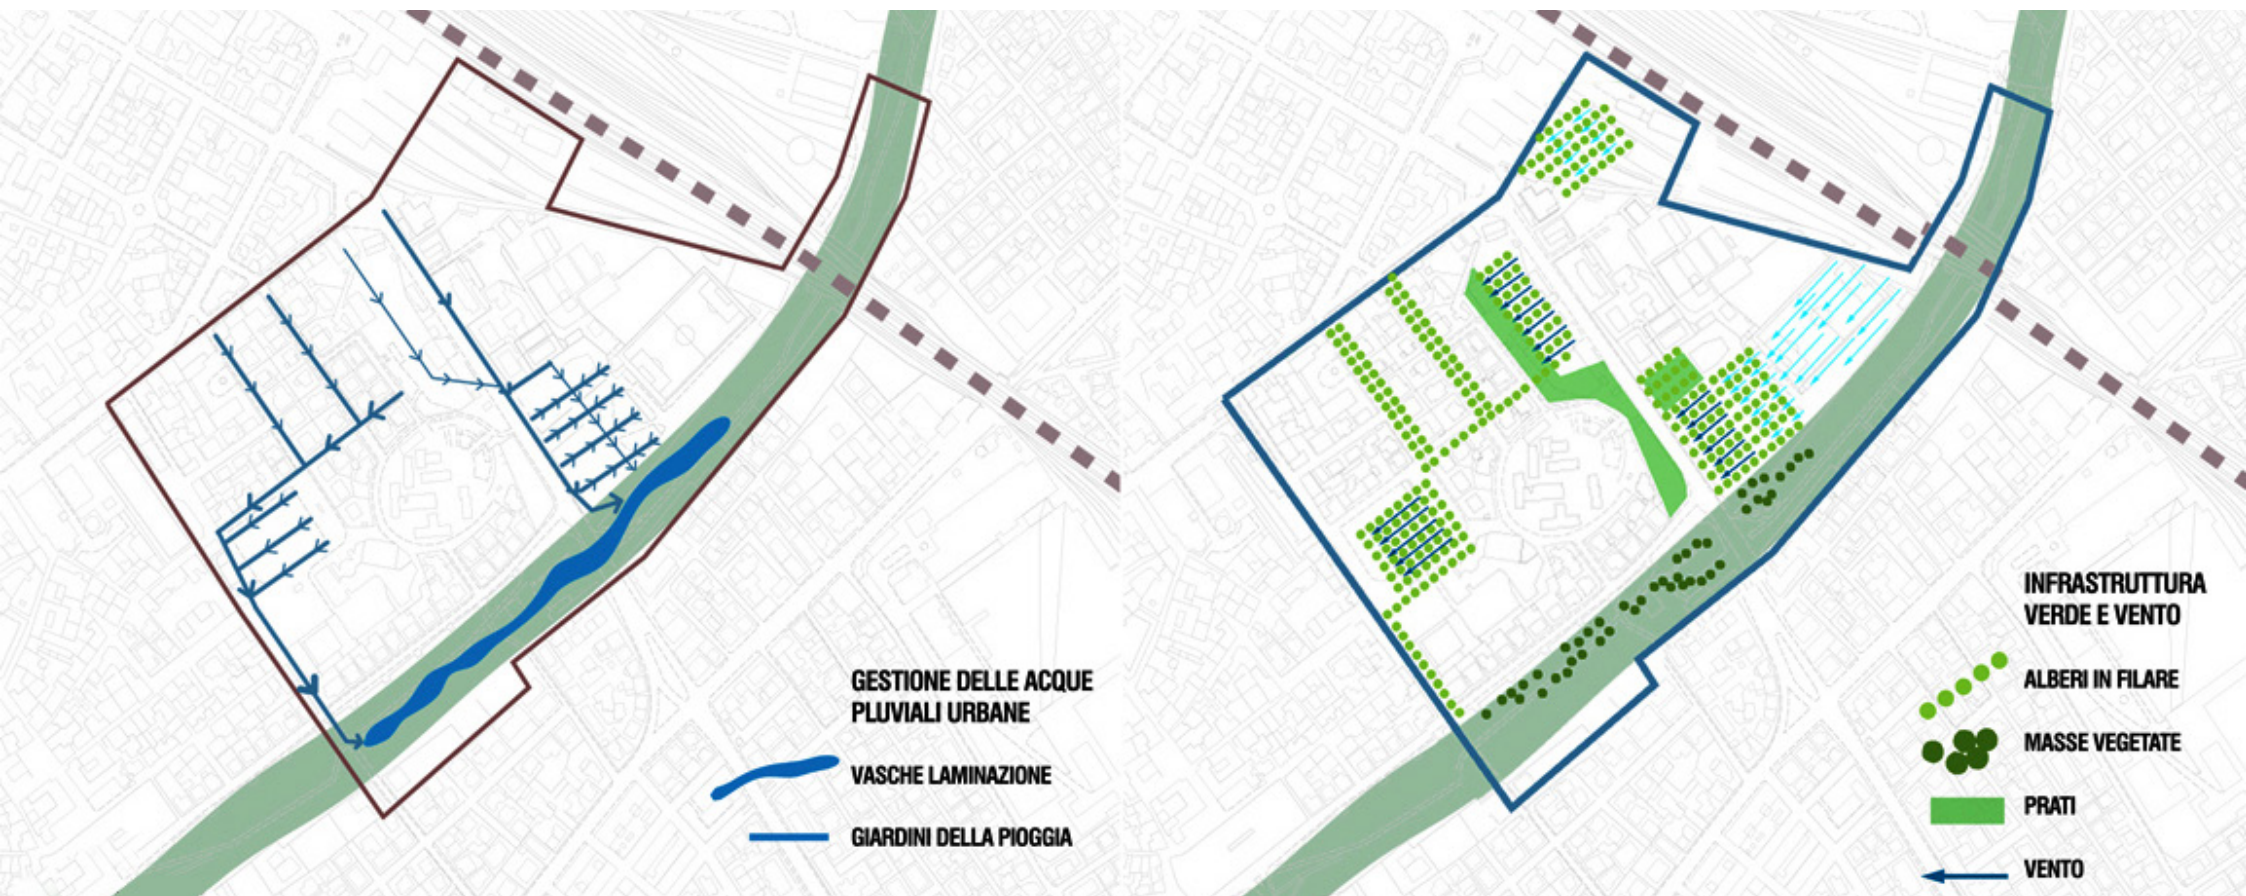 GESTIONE DELLE ACQUE
PLUVIALI URBANE
VASCHE LAMINAZIONE
GIARDINI DELLA PIOGGIA
INFRASTRUTTURA
VERDE E VENTO
ALBERI IN FILARE
MASSE VEGETATE
PRATI
VENTO